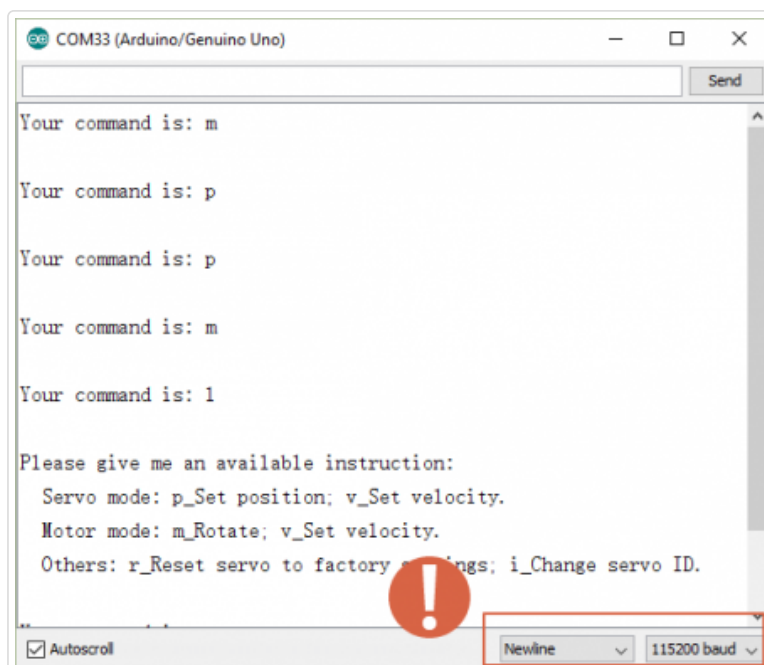 COM33 (Arduino/Genuino Uno)
Send
Your command is: m
Your command is: p
Your command is: p
Your command is: m
Your command is: l
Please give me an available instruction:
Servo mode: p_Set position; v_Set velocity.
Motor mode: m_Rotate; v_Set velocity.
Others: r_Reset servo to factory ings; i_Change servo ID.
Autoscroll
Newline
115200 baud